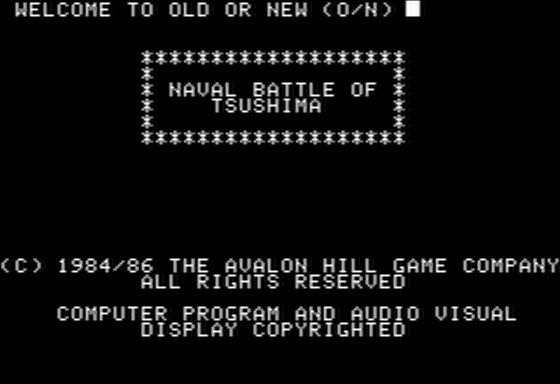 WELCOME TO OLD OR NEW (O/N)
*******************
*                 *
* NAVAL BATTLE OF *
*    TSUSHIMA     *
*                 *
*******************
(C) 1984/86 THE AVALON HILL GAME COMPANY
ALL RIGHTS RESERVED
COMPUTER PROGRAM AND AUDIO VISUAL
DISPLAY COPYRIGHTED